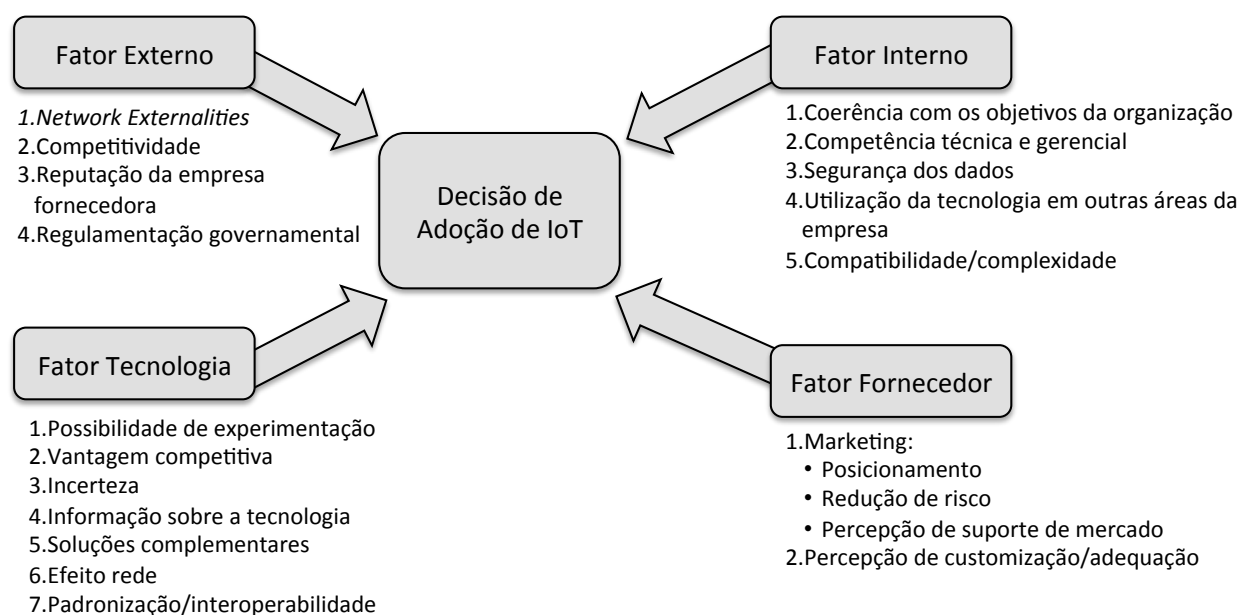 Fator Externo
1.Network Externalities
2.Competitividade
3.Reputação da empresa
fornecedora
4.Regulamentação governamental
Decisão de
Adoção de IoT
Fator Interno
1.Coerência com os objetivos da organização
2.Competência técnica e gerencial
3.Segurança dos dados
4.Utilização da tecnologia em outras áreas da
empresa
5.Compatibilidade/complexidade
Fator Tecnologia
1.Possibilidade de experimentação
2.Vantagem competitiva
3.Incerteza
4.Informação sobre a tecnologia
5.Soluções complementares
6.Efeito rede
7.Padronização/interoperabilidade
Fator Fornecedor
1.Marketing:
• Posicionamento
• Redução de risco
• Percepção de suporte de mercado
2.Percepção de customização/adequação